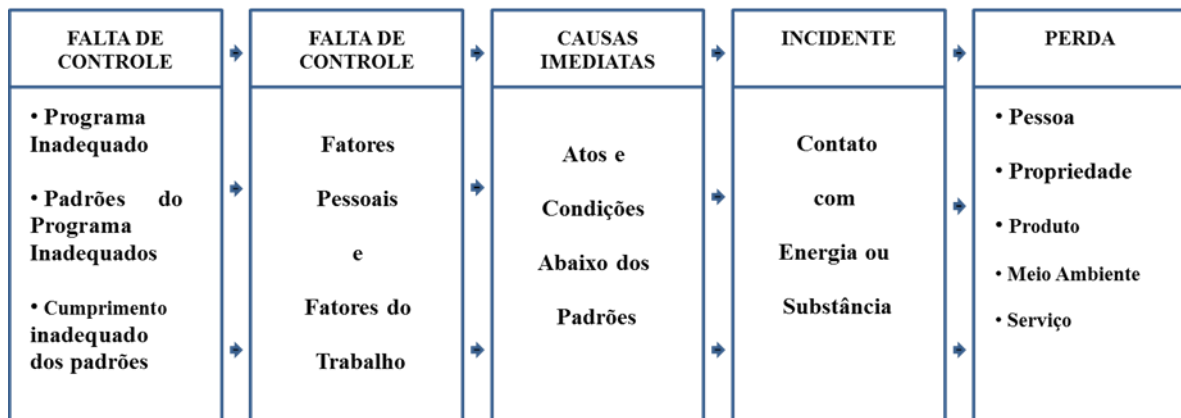 FALTA DE
CONTROLE
• Programa
Inadequado
• Padrões do
Programa
Inadequados
• Cumprimento
inadequado
dos padrões
FALTA DE
CONTROLE
Fatores
Pessoais
e
Fatores do
Trabalho
CAUSAS
IMEDIATAS
Atos e
Condições
Abaixo dos
Padrões
INCIDENTE
Contato
com
Energia ou
Substância
PERDA
• Pessoa
• Propriedade
• Produto
• Meio Ambiente
• Serviço